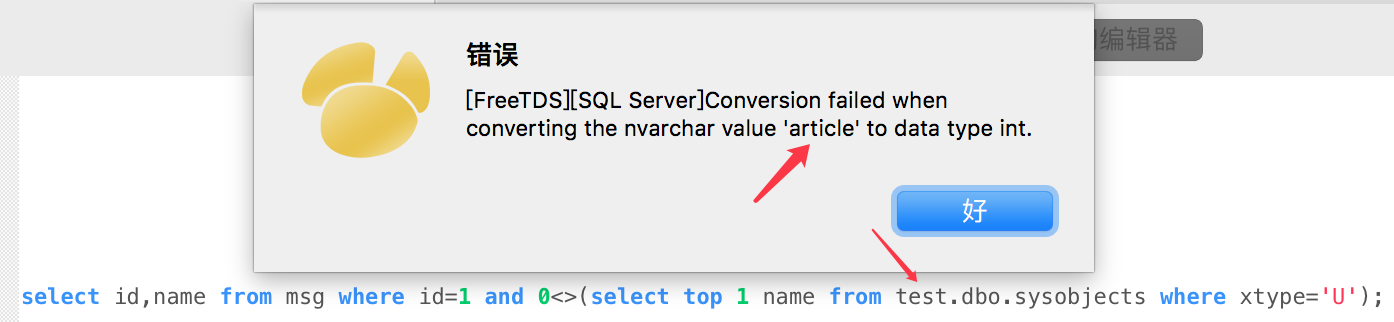 错误
编辑器
[FreeTDS][SQL Server]Conversion failed when
converting the nvarchar value 'article' to data type int.
好
select id,name from msg where id=1 and 0<>(select top 1 name from test.dbo.sysobjects where xtype='U');